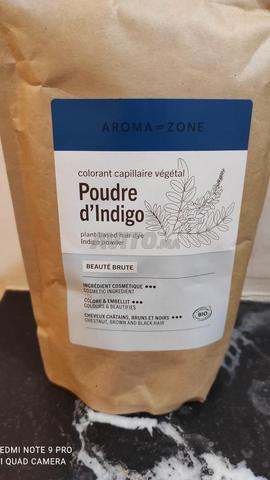 AROMA-ZONE
colorant capillaire végétal
Poudre
d'Indigo
plant-based hair dye
Indigo powder
BEAUTÉ BRUTE
INGRÉDIENT COSMÉTIQUE
COSMETIC INGREDIENT
COLORE & EMBELLIT
COLOURS & BEAUTIFIES
CHEVEUX CHÂTAINS, BRUNS ET NOIRS
CHESTNUT, BROWN AND BLACK HAIR
BIO
REDMI NOTE 9 PRO
AI QUAD CAMERA